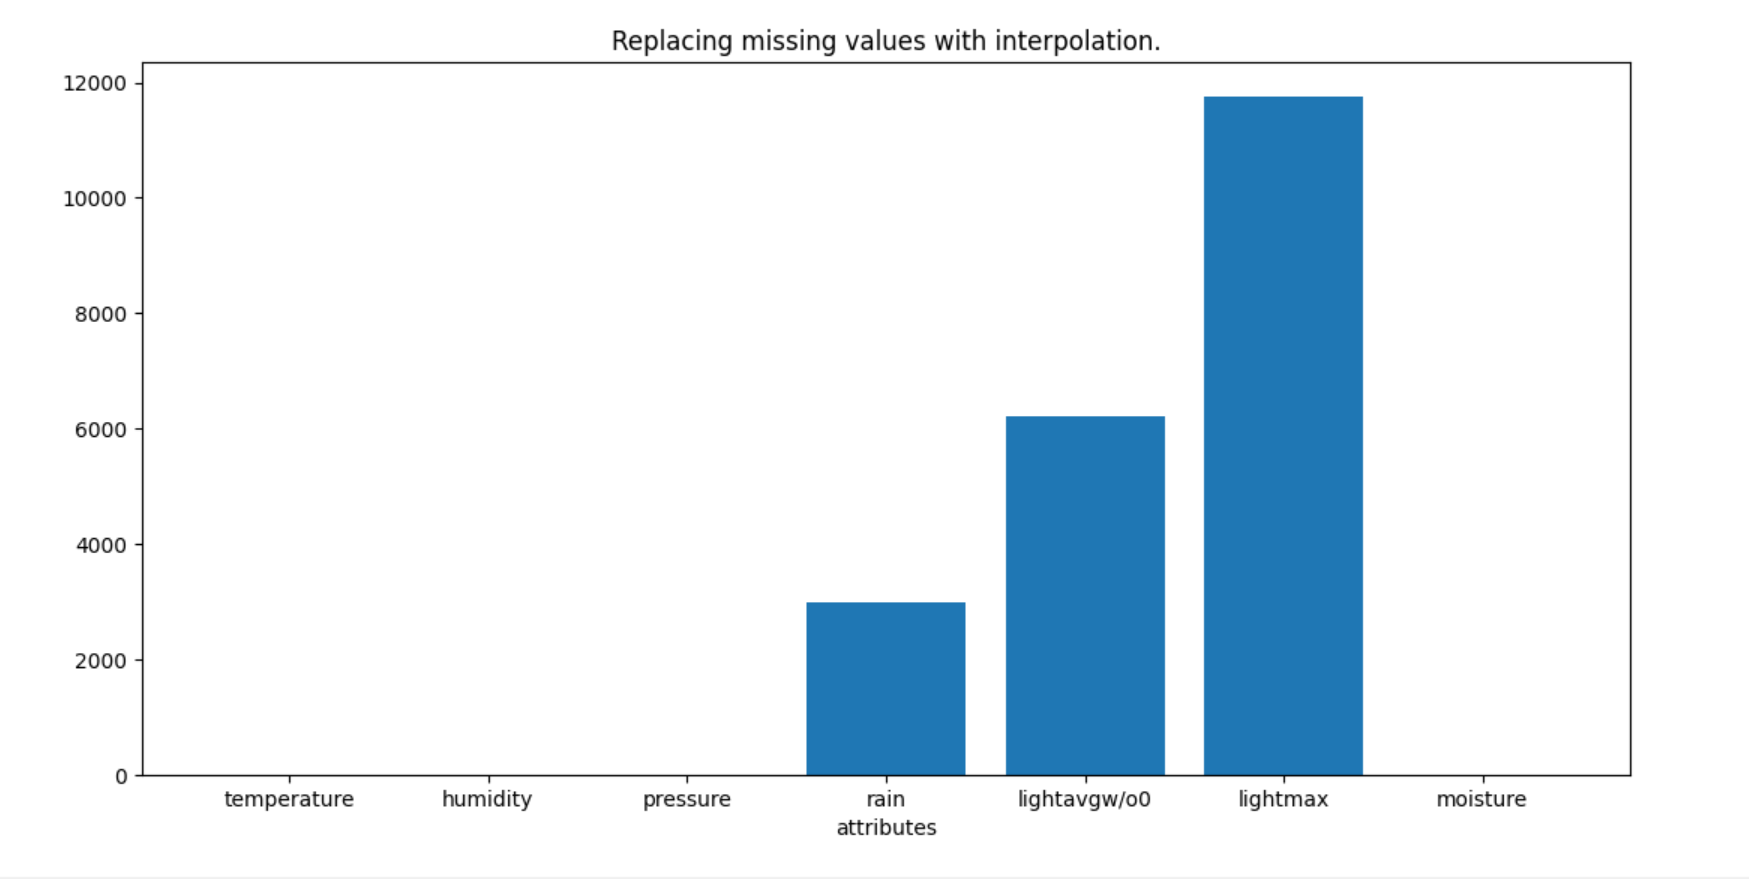 Replacing missing values with interpolation.
12000
10000
8000
6000
4000
2000
0
temperature humidity pressure rain lightavgw/o0 lightmax moisture
attributes